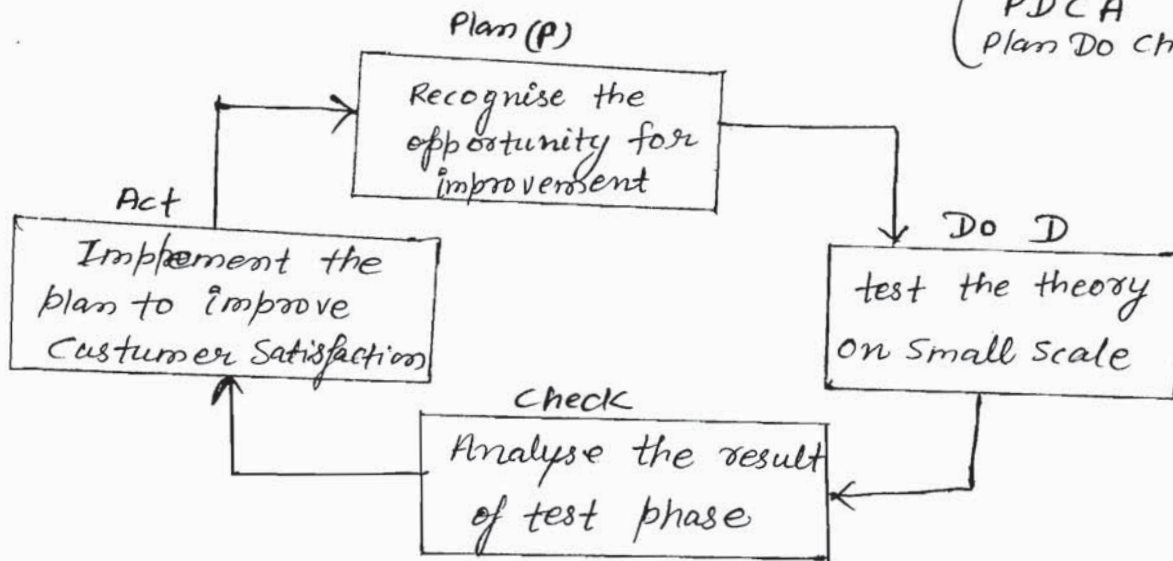 PDCA
Plan Do Ch
Plan (P)
Recognise the
opportunity for
improvement
Act
Implement the
plan to improve
Custumer Satisfaction
Do D
test the theory
on small scale
Check
Analyse the result
of test phase